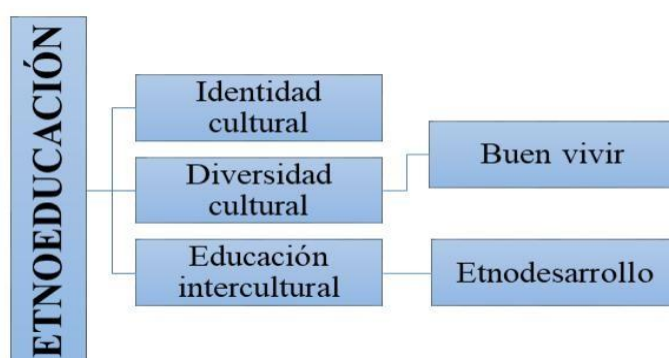 ETNOEDUCACIÓN
Identidad
cultural
Diversidad
cultural
Buen vivir
Educación
intercultural
Etnodesarrollo